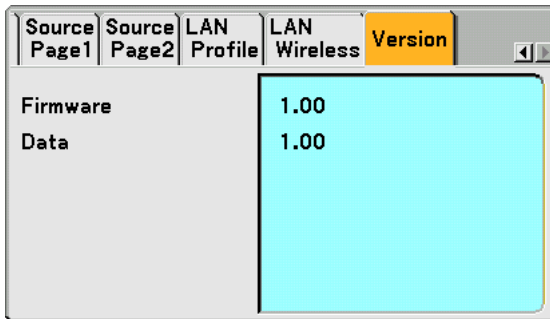 Source Source LAN LAN Version
Page1 Page2 Profile Wireless
Firmware 1.00
Data 1.00